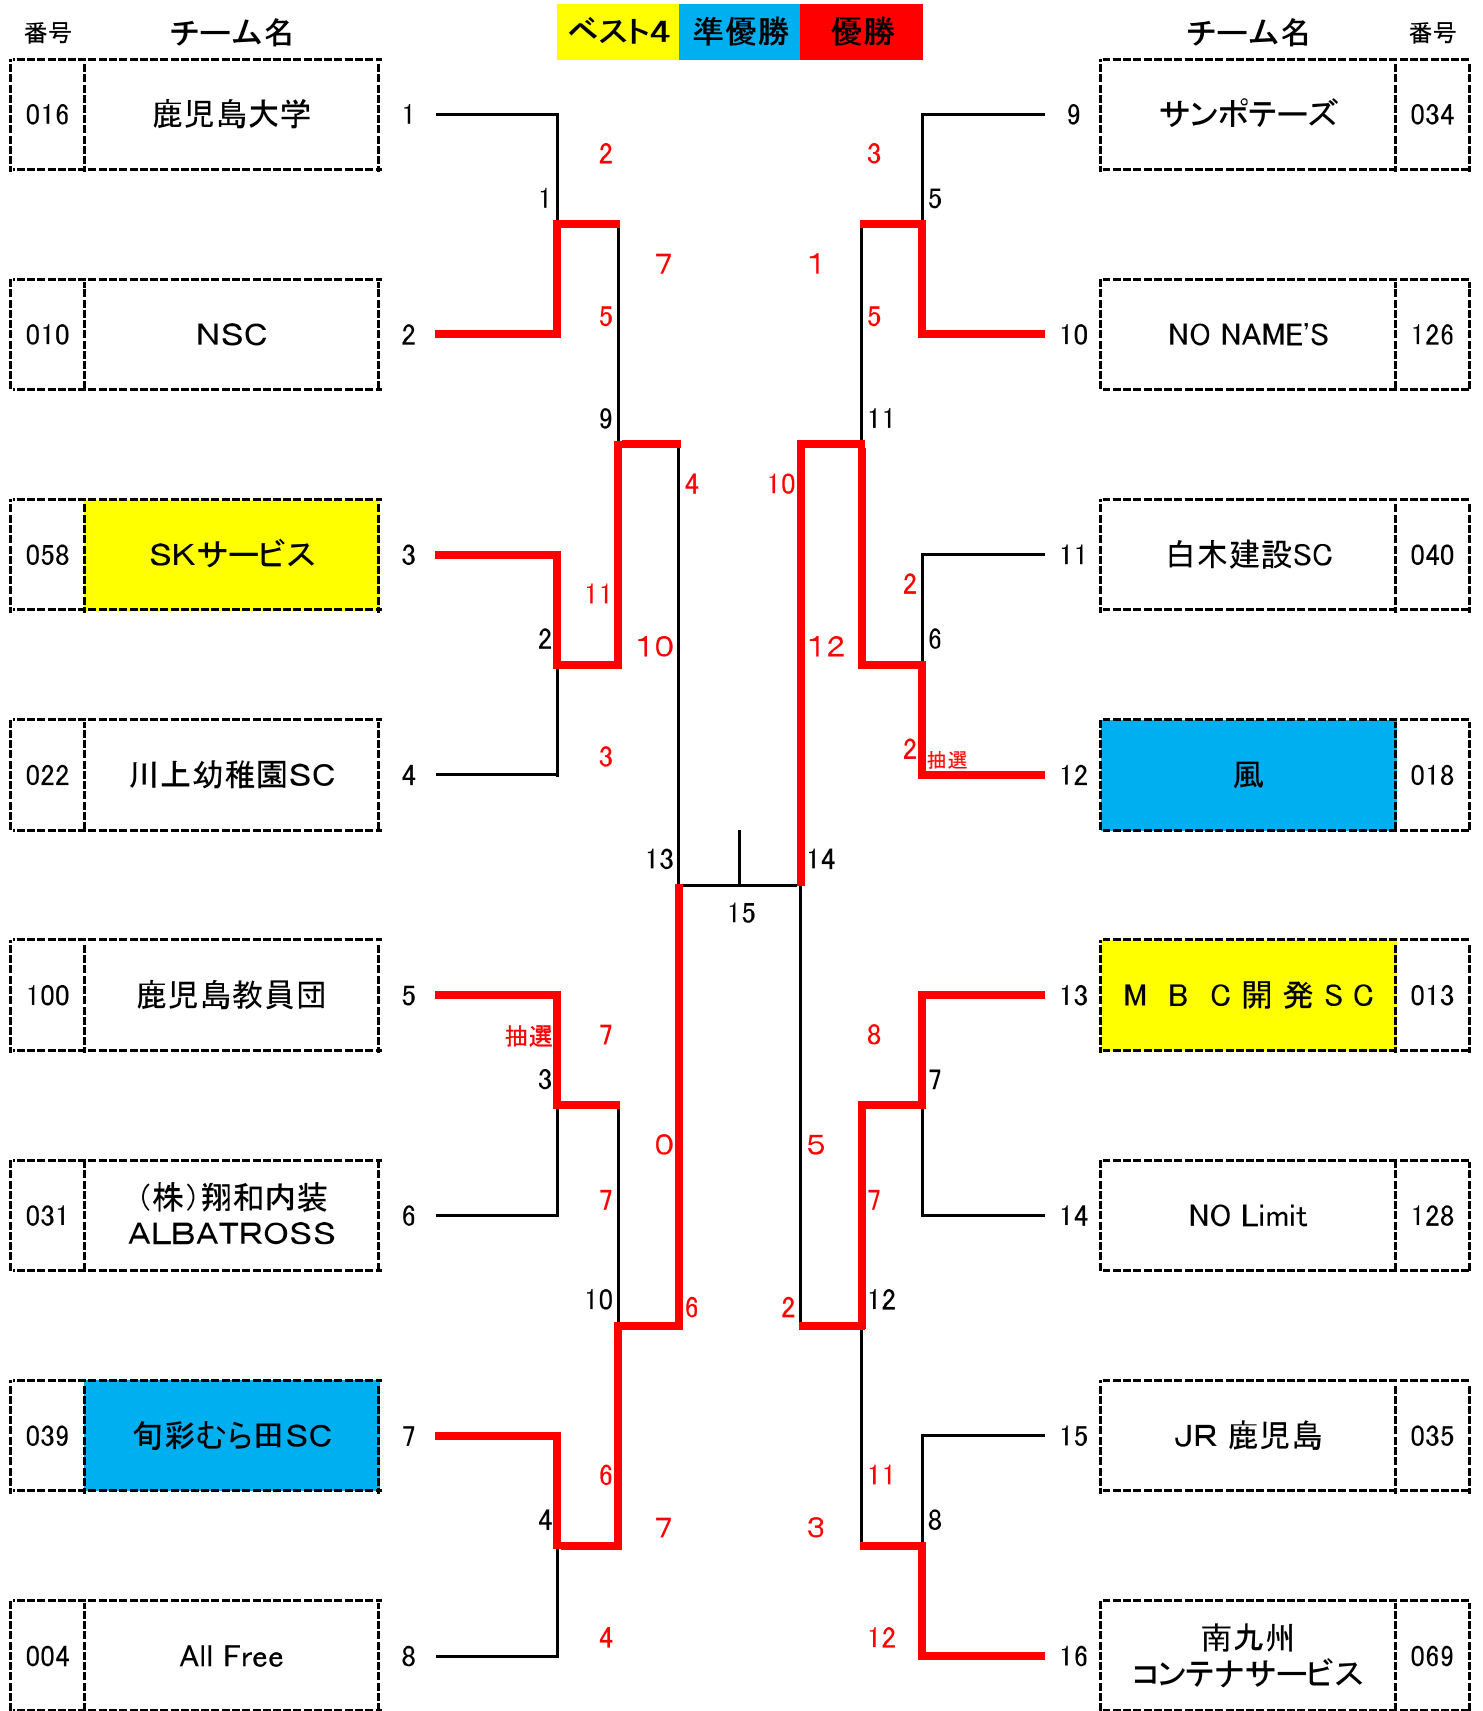 番号 チーム名 ベスト4 準優勝 優勝 チーム名 番号
016 鹿児島大学 1 9 サンポテーズ 034
2 3
1 5
7 1
5 5
010 NSC 2 10 NO NAME'S 126
9 11
4 10
058 SKサービス 3 11 白木建設SC 040
11 2
2 6
10 12
3 2 抽選
022 川上幼稚園SC 4 12 風 018
13 14
15
100 鹿児島教員団 5 13 MBC開発SC 013
抽選 7 8
3 7
0 5
7 7
031 (株)翔和内装 6 14 NO Limit 128
ALBATROSS
10 12
6 2
039 旬彩むら田SC 7 15 JR 鹿児島 035
6 11
4 8
7 3
4 12
004 All Free 8 16 南九州 069
コンテナサービス